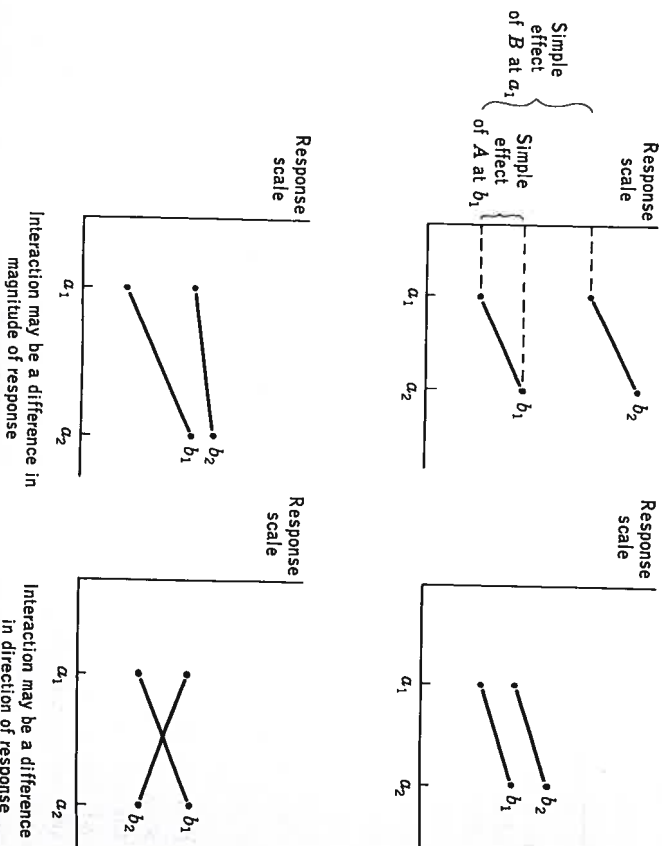 Response
scale
b₂
Simple
effect
of B at a₁
Simple
effect
of A at b₁
b₁
a₁ a₂
Response
scale
b₂
b₁
a₁ a₂
Response
scale
b₂
b₁
a₁ a₂
Interaction may be a difference in
magnitude of response
Response
scale
b₁
b₂
a₁ a₂
Interaction may be a difference
in direction of response